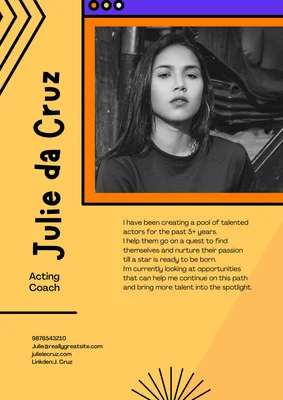 Julie da Cruz
Acting
Coach
I have been creating a pool of talented
actors for the past 5+ years.
I help them go on a quest to find
themselves and nurture their passion
till a star is ready to be born.
I'm currently looking at opportunities
that can help me continue on this path
and bring more talent into the spotlight.
9876543210
Julie@reallygreatsite.com
julielecruz.com
Linkden:J. Cruz